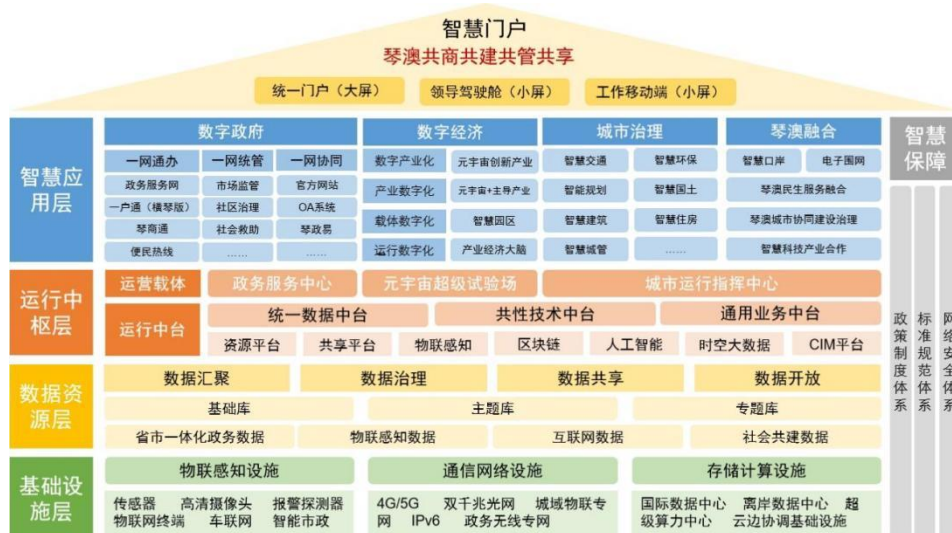 智慧门户
琴澳共商共建共管共享
统一门户（大屏）
领导驾驶舱（小屏）
工作移动端（小屏）
智慧应用层
数字政府
一网通办
一网统管
一网协同
政务服务网
市场监管
官方网站
一户通（横琴版）
社区治理
OA系统
琴商通
社会救助
琴政易
便民热线
……
……
数字经济
数字产业化
元宇宙创新产业
产业数字化
元宇宙+主导产业
载体数字化
智慧园区
运行数字化
产业经济大脑
城市治理
智慧交通
智慧环保
智能规划
智慧国土
智慧建筑
智慧住房
智慧城管
……
琴澳融合
智慧口岸
电子围网
琴澳民生服务融合
琴澳城市协同建设治理
智慧科技产业合作
运行中枢层
运营载体
政务服务中心
元宇宙超级试验场
城市运行指挥中心
运行中台
统一数据中台
共性技术中台
通用业务中台
资源平台
共享平台
物联感知
区块链
人工智能
时空大数据
CIM平台
数据资源层
数据汇聚
数据治理
数据共享
数据开放
基础库
主题库
专题库
省市一体化政务数据
物联感知数据
互联网数据
社会共建数据
基础设施层
物联感知设施
传感器 高清摄像头 报警探测器
物联网终端 车联网 智能市政
通信网络设施
4G/5G 双千兆光网 城域物联专
网 IPv6 政务无线专网
存储计算设施
国际数据中心 离岸数据中心 超
级算力中心 云边协调基础设施
智慧保障
政策制度体系
标准规范体系
网络安全体系